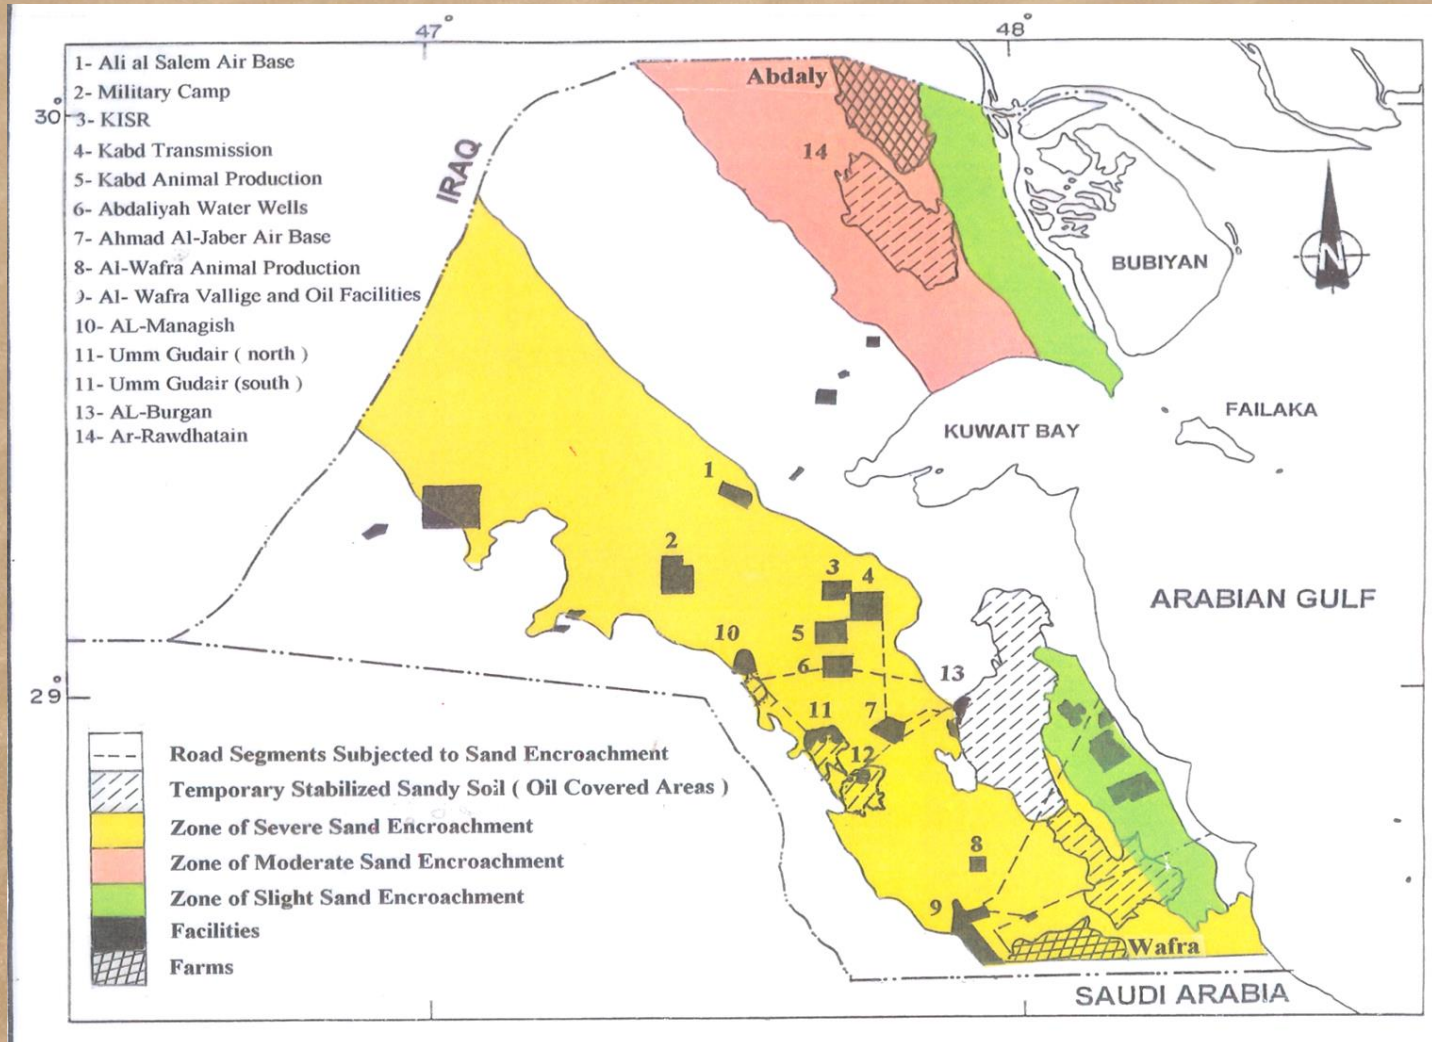 47°
48°
1- Ali al Salem Air Base
2- Military Camp
3- KISR
4- Kabd Transmission
5- Kabd Animal Production
6- Abdaliyah Water Wells
7- Ahmad Al-Jaber Air Base
8- Al-Wafra Animal Production
9- Al- Wafra Vallige and Oil Facilities
10- AL-Managish
11- Umm Gudair ( north )
11- Umm Gudair (south )
13- AL-Burgan
14- Ar-Rawdhatain
30°
29°
IRAQ
Abdaly
14
BUBIYAN
N
FAILAKA
KUWAIT BAY
1
2
3
4
5
6
7
8
9
10
11
12
13
ARABIAN GULF
Wafra
SAUDI ARABIA
Road Segments Subjected to Sand Encroachment
Temporary Stabilized Sandy Soil ( Oil Covered Areas )
Zone of Severe Sand Encroachment
Zone of Moderate Sand Encroachment
Zone of Slight Sand Encroachment
Facilities
Farms